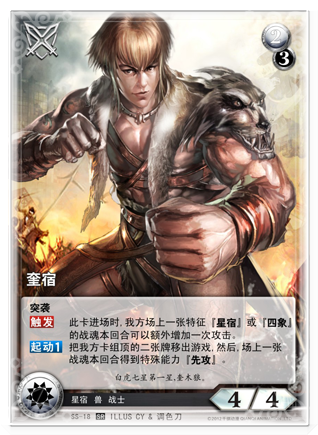 2
3
奎宿
突袭
触发 此卡进场时, 我方场上一张特征『星宿』或『四象』
的战魂本回合可以额外增加一次攻击。
起动1 把我方卡组顶的二张牌移出游戏, 然后, 场上一张
战魂本回合得到特殊能力『先攻』。
白虎七星第一星,奎木狼。
星宿 兽 战士
4 / 4
SS-18 SR ILLUS CY & 调色刀